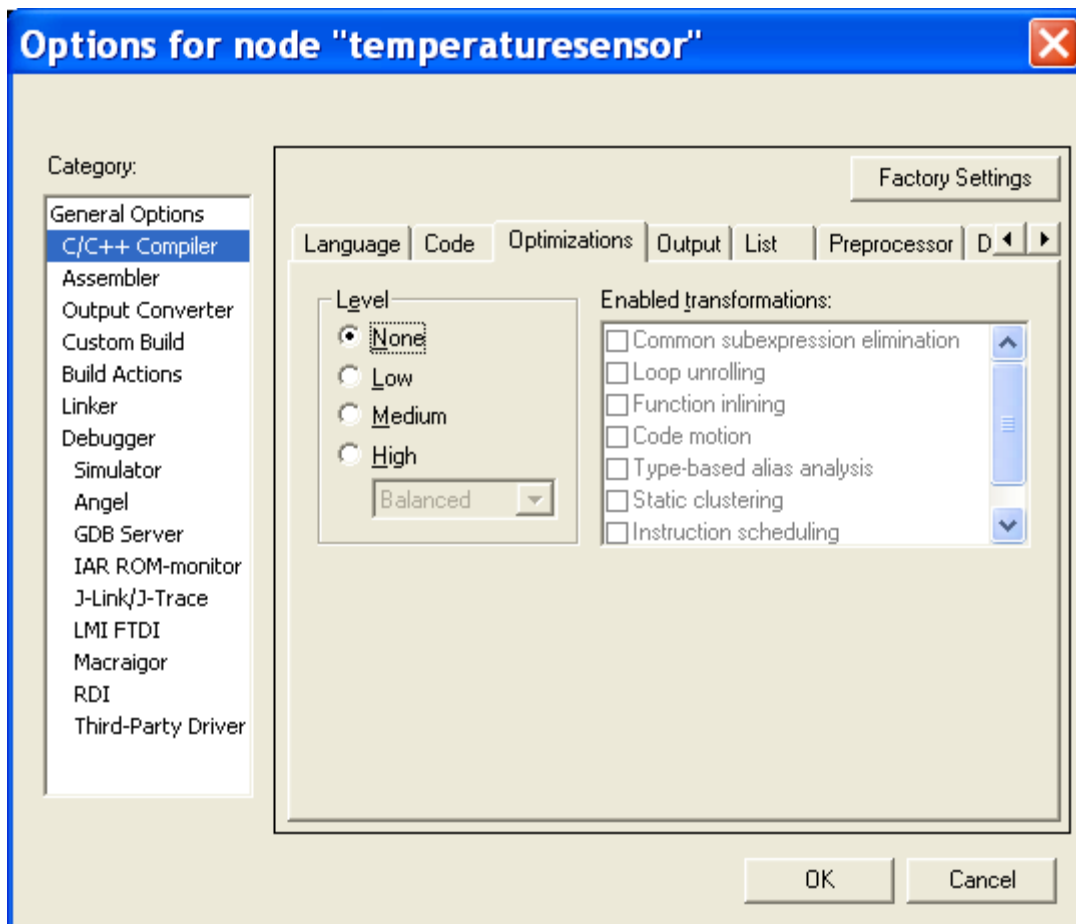 Options for node "temperaturesensor"
Category:
General Options
C/C++ Compiler
Assembler
Output Converter
Custom Build
Build Actions
Linker
Debugger
Simulator
Angel
GDB Server
IAR ROM-monitor
J-Link/J-Trace
LMI FTDI
Macraigor
RDI
Third-Party Driver
Factory Settings
Language Code Optimizations Output List Preprocessor D
Level
None
Low
Medium
High
Balanced
Enabled transformations:
Common subexpression elimination
Loop unrolling
Function inlining
Code motion
Type-based alias analysis
Static clustering
Instruction scheduling
OK Cancel